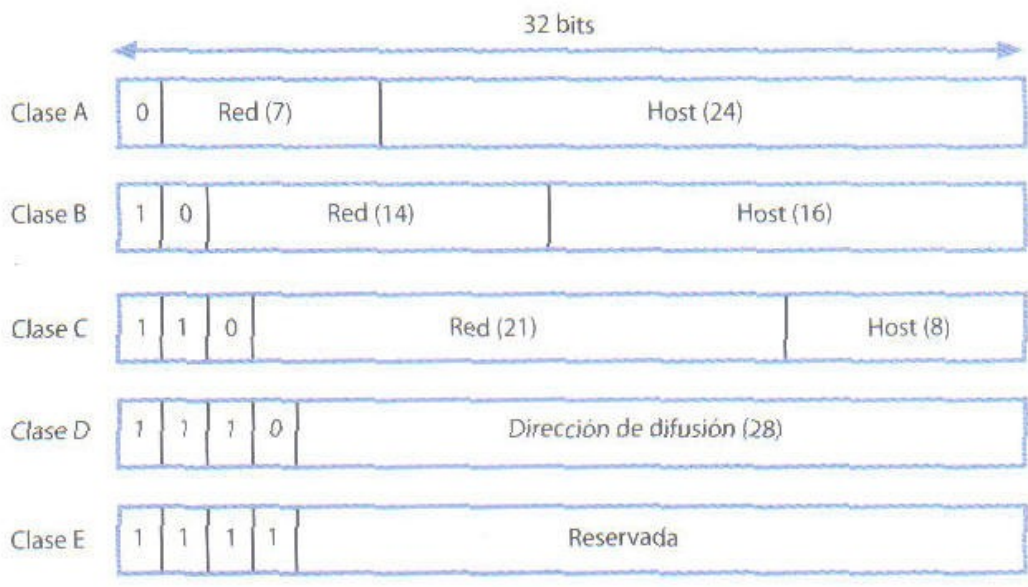 32 bits
Clase A 0 Red (7) Host (24)
Clase B 1 0 Red (14) Host (16)
Clase C 1 1 0 Red (21) Host (8)
Clase D 1 1 1 0 Dirección de difusión (28)
Clase E 1 1 1 1 Reservada